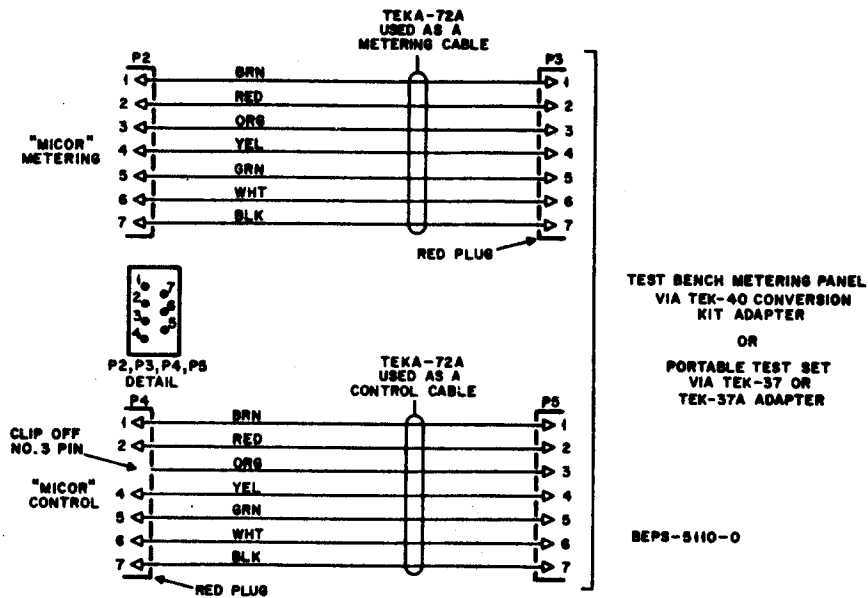 TEKA-72A
USED AS A
METERING CABLE
P2
P3
1 BRN 1
2 RED 2
3 ORG 3
4 YEL 4
5 GRN 5
6 WHT 6
7 BLK 7
"MICOR"
METERING
RED PLUG
1 7
2 6
3 5
4
P2,P3,P4,P5
DETAIL
TEST BENCH METERING PANEL
VIA TEK-40 CONVERSION
KIT ADAPTER
OR
PORTABLE TEST SET
VIA TEK-37 OR
TEK-37A ADAPTER
TEKA-72A
USED AS A
CONTROL CABLE
P4
P5
1 BRN 1
2 RED 2
ORG 3
4 YEL 4
5 GRN 5
6 WHT 6
7 BLK 7
CLIP OFF
NO.3 PIN
"MICOR"
CONTROL
RED PLUG
BEPS-5110-0